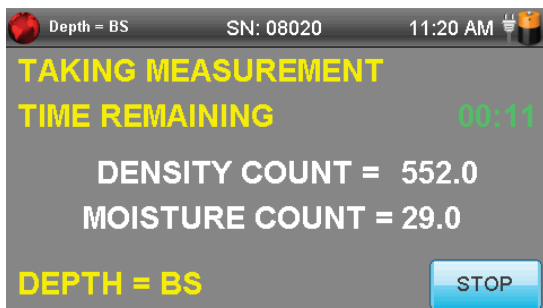 Depth = BS SN: 08020 11:20 AM
TAKING MEASUREMENT
TIME REMAINING 00:11
DENSITY COUNT = 552.0
MOISTURE COUNT = 29.0
DEPTH = BS STOP